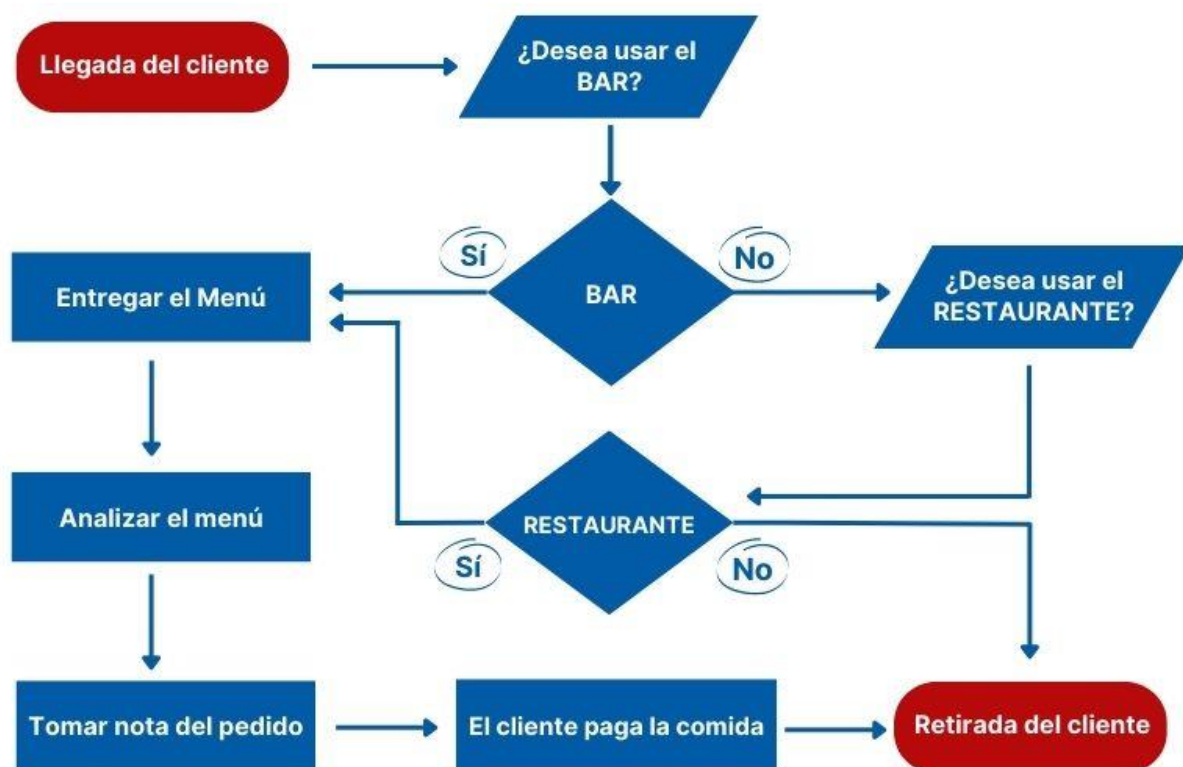 Llegada del cliente
¿Desea usar el
BAR?
Sí
No
BAR
Entregar el Menú
¿Desea usar el
RESTAURANTE?
Analizar el menú
RESTAURANTE
Sí
No
Tomar nota del pedido
El cliente paga la comida
Retirada del cliente